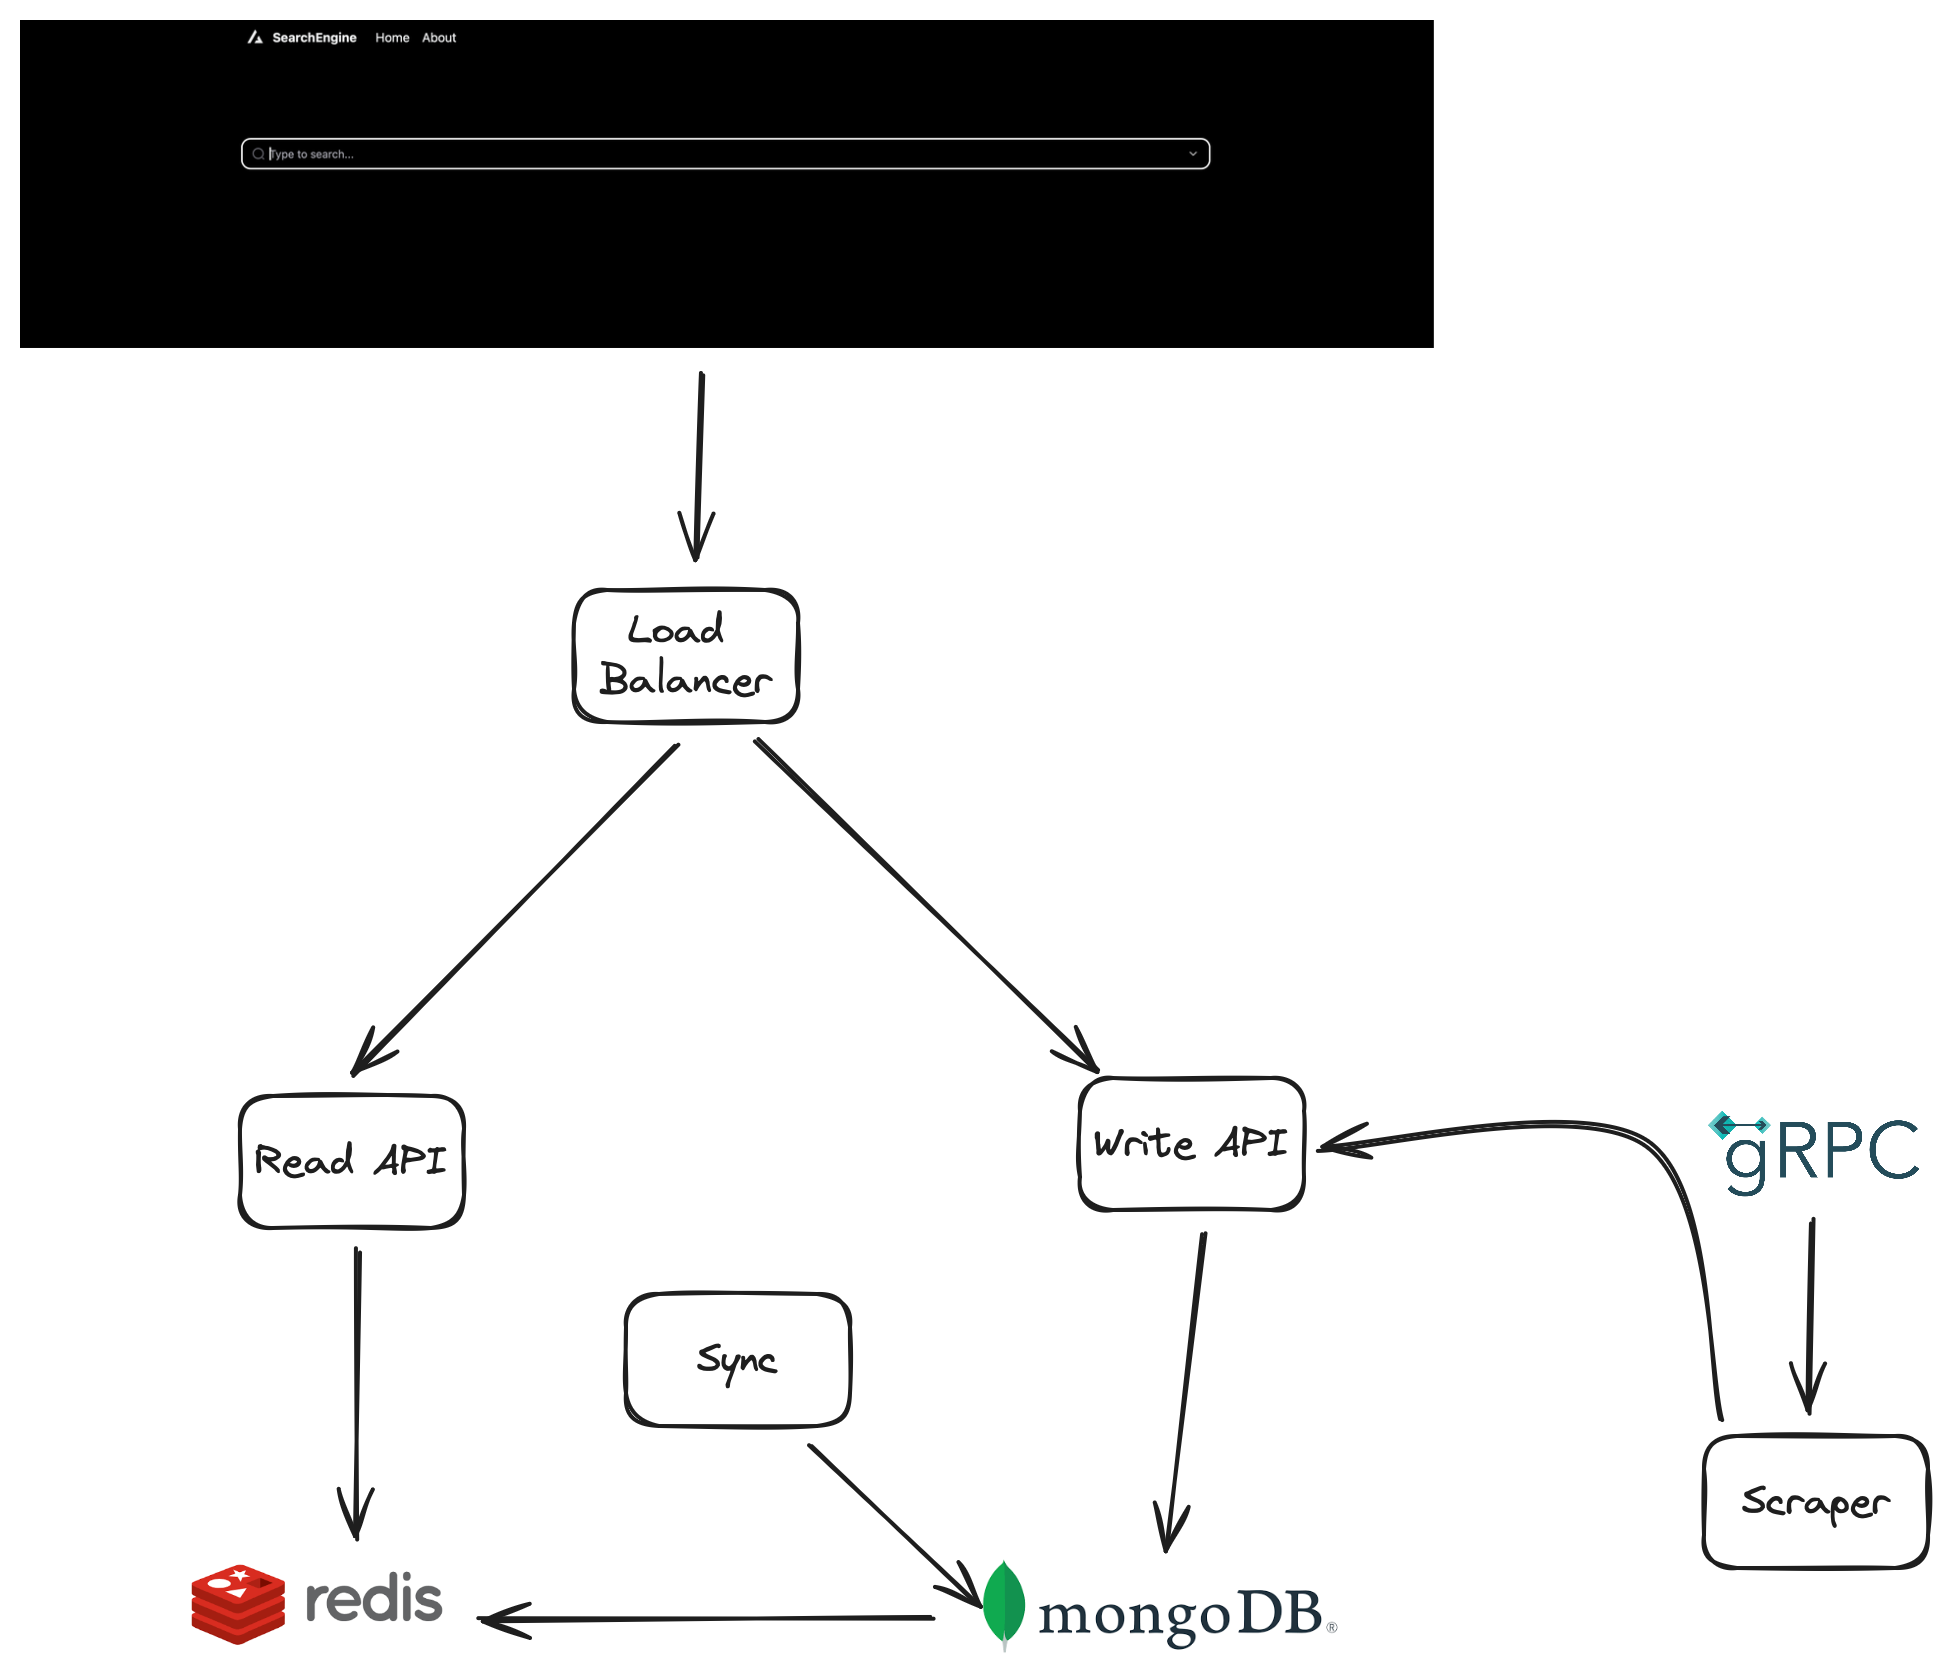 SearchEngine Home About
Type to search...
Load
Balancer
Read API
Write API
gRPC
Sync
Scraper
redis
mongoDB®